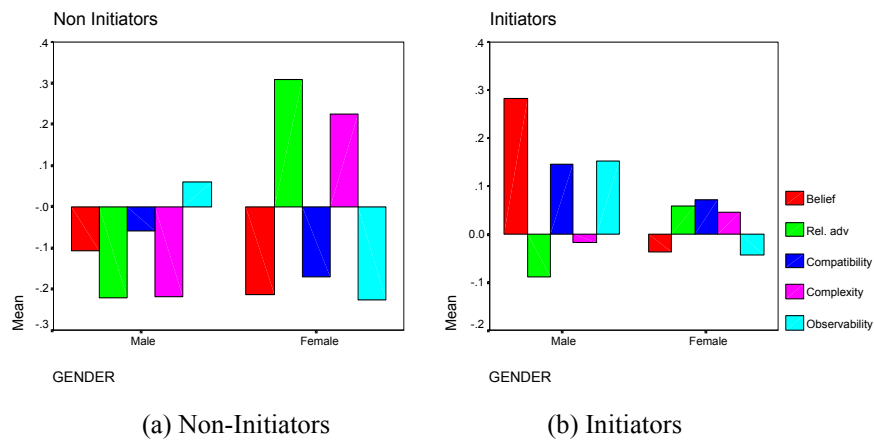 Non Initiators
.4
.3
.2
.1
-.0
-.1
-.2
-.3
Mean
Male
Female
GENDER
(a) Non-Initiators
Initiators
.4
.3
.2
.1
0.0
-.1
-.2
Mean
Male
Female
GENDER
Belief
Rel. adv
Compatibility
Complexity
Observability
(b) Initiators